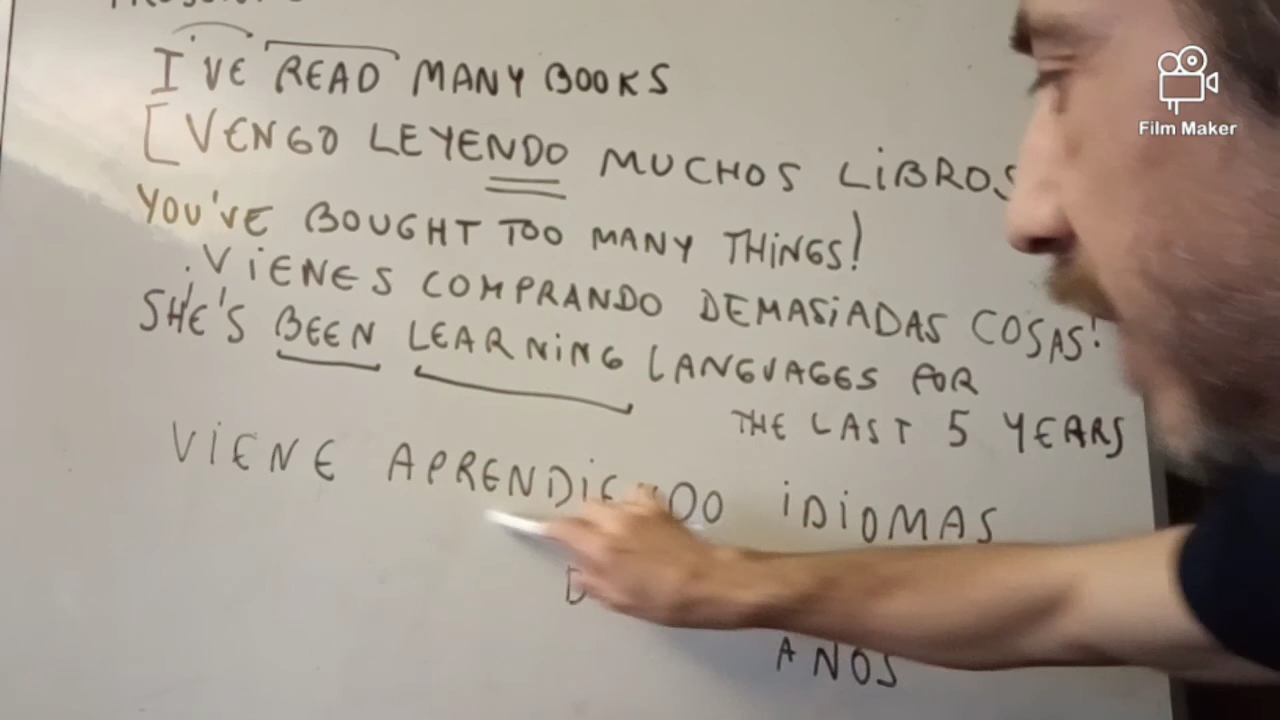 I'VE READ MANY BOOKS
[VENGO LEYENDO MUCHOS LIBROS
YOU'VE BOUGHT TOO MANY THINGS!
¡VIENES COMPRANDO DEMASIADAS COSAS!
SHE'S BEEN LEARNING LANGUAGES FOR
THE LAST 5 YEARS
VIENE IDIOMAS
AÑOS
Film Maker